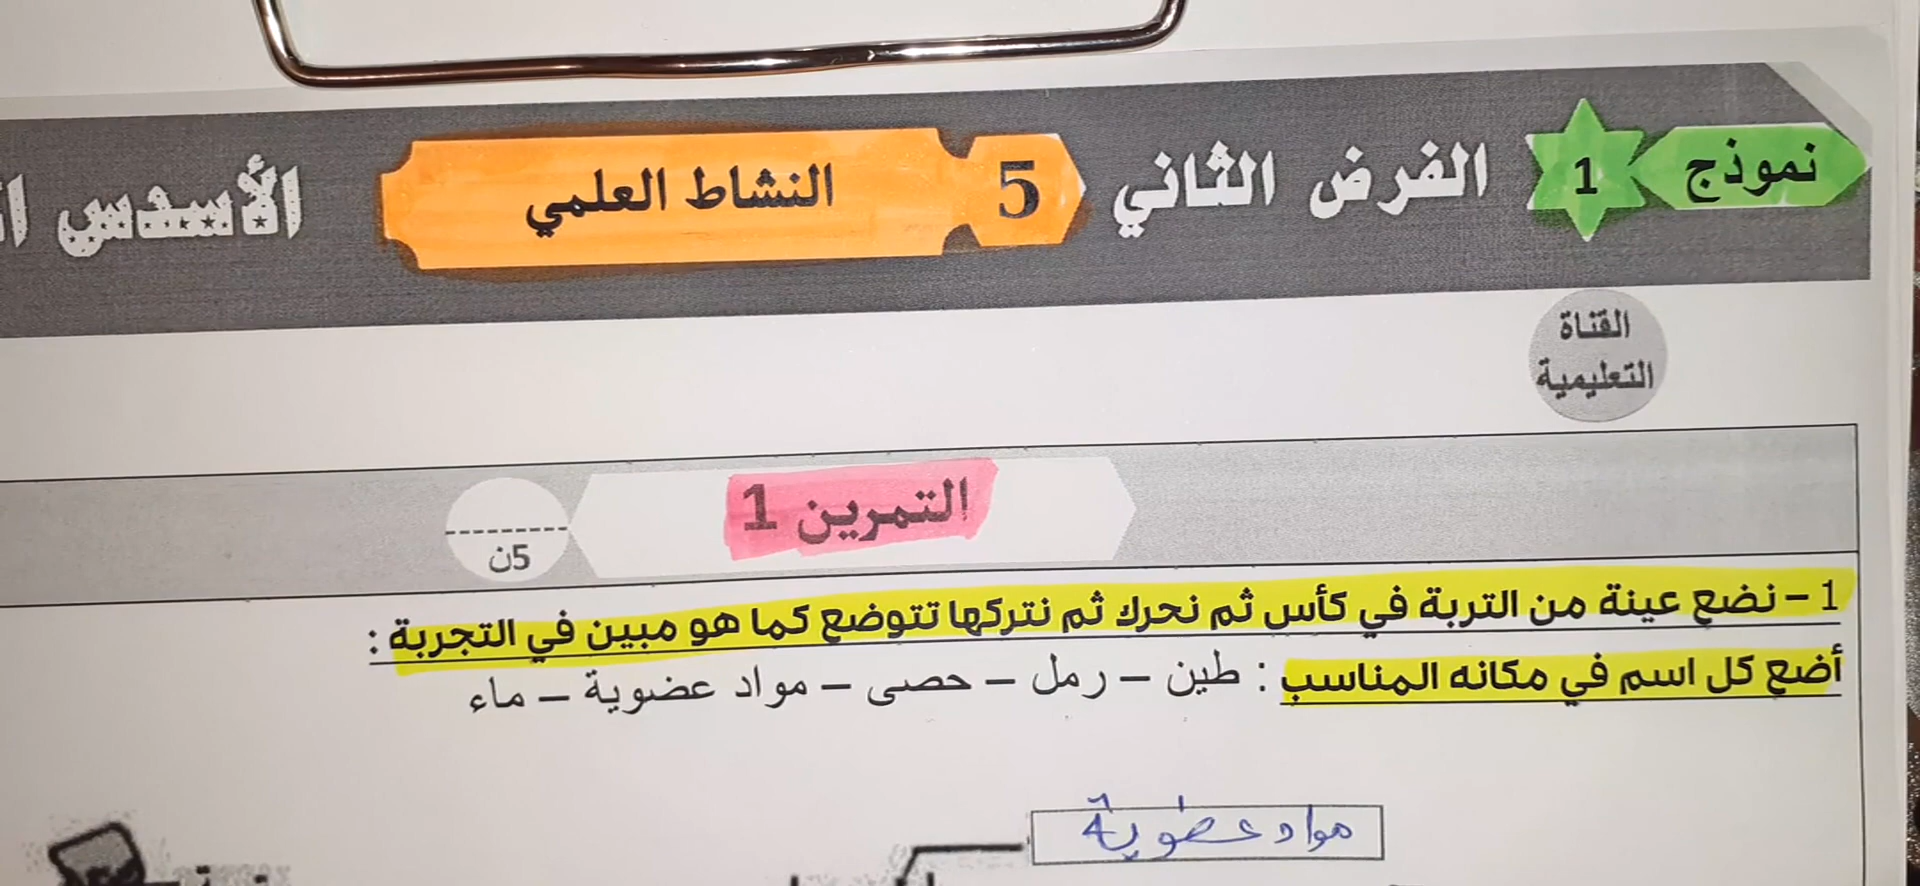 نموذج 1 الفرض الثاني 5 النشاط العلمي الأسدس
القناة
التعليمية
التمرين 1
5ن
1 – نضع عينة من التربة في كأس ثم نحرك ثم نتركها تتوضع كما هو مبين في التجربة :
أضع كل اسم في مكانه المناسب : طين – رمل – حصى – مواد عضوية – ماء
مواد عضوية